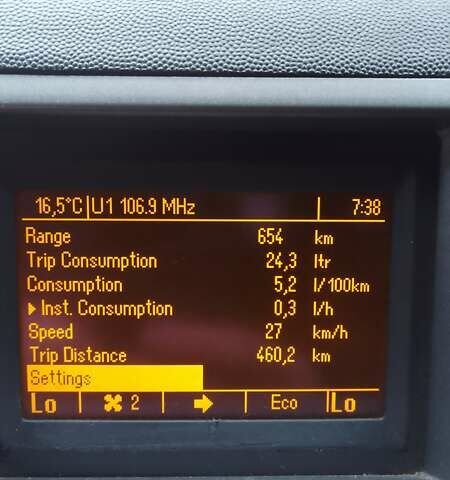 16,5°C U1 106.9 MHz 7:38
Range 654 km
Trip Consumption 24,3 ltr
Consumption 5,2 l/100km
Inst. Consumption 0,3 l/h
Speed 27 km/h
Trip Distance 460,2 km
Settings
Lo 2 Eco Lo